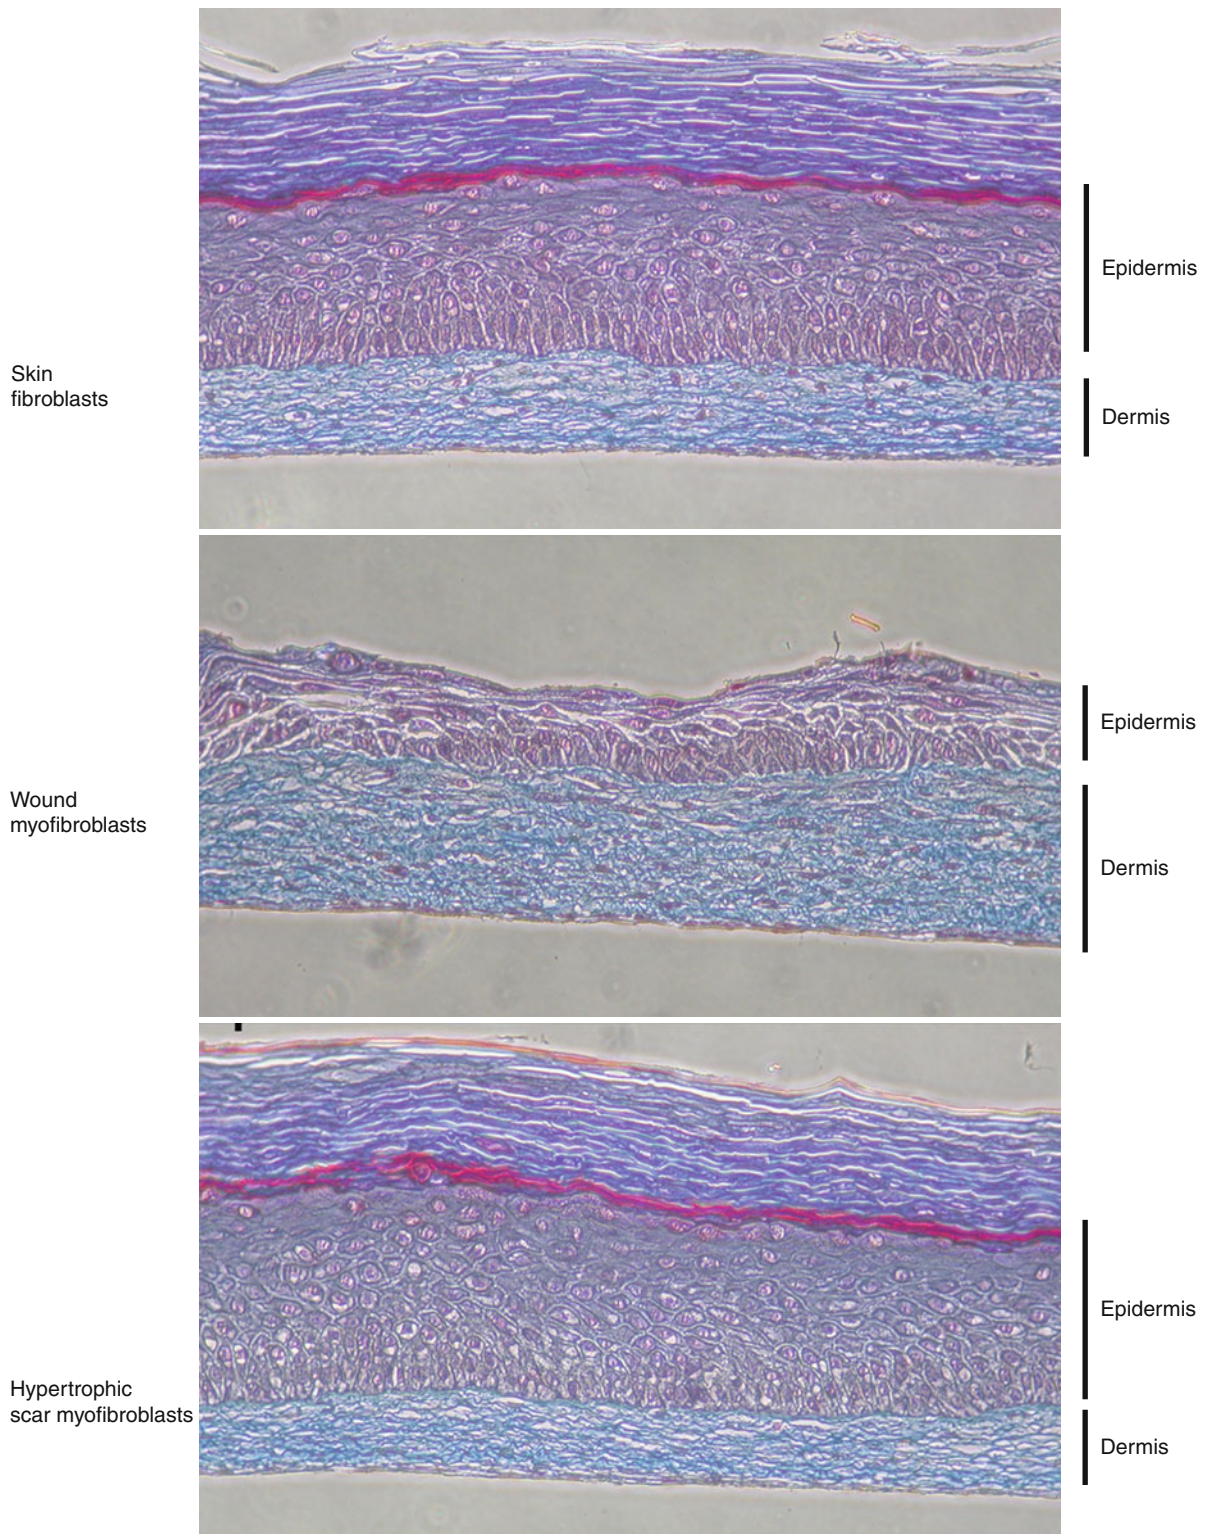 Epidermis
Skin
fibroblasts
Dermis
Epidermis
Wound
myofibroblasts
Dermis
Epidermis
Hypertrophic
scar myofibroblasts
Dermis